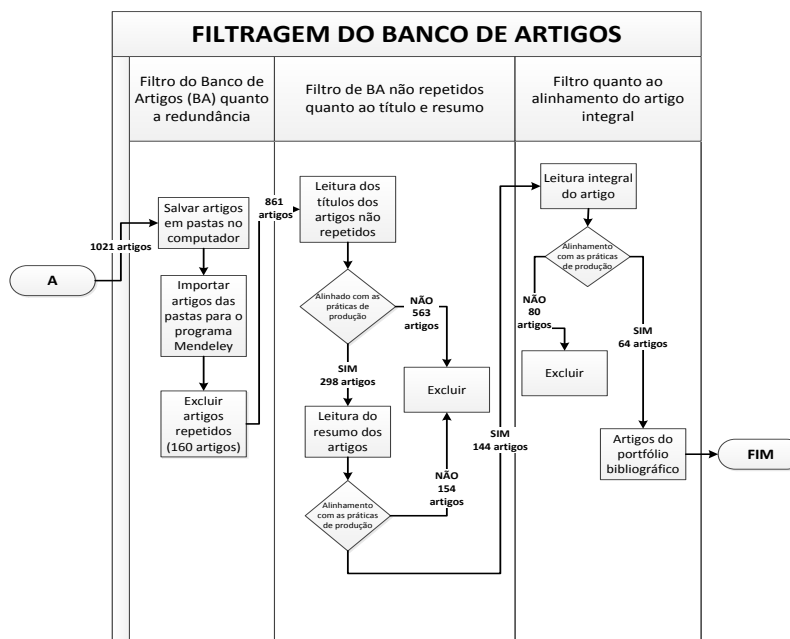 FILTRAGEM DO BANCO DE ARTIGOS
Filtro do Banco de
Artigos (BA) quanto
a redundância
Filtro de BA não repetidos
quanto ao título e resumo
Filtro quanto ao
alinhamento do artigo
integral
A
1021 artigos
Salvar artigos
em pastas no
computador
Importar
artigos das
pastas para o
programa
Mendeley
Excluir
artigos
repetidos
(160 artigos)
861
artigos
Leitura dos
títulos dos
artigos não
repetidos
Alinhado com as
práticas de
produção
NÃO
563
artigos
SIM
298 artigos
Excluir
Leitura do
resumo dos
artigos
NÃO
154
artigos
Alinhamento
com as práticas
de produção
SIM
144 artigos
Leitura integral
do artigo
Alinhamento
com as práticas
de produção
NÃO
80
artigos
Excluir
SIM
64 artigos
Artigos do
portfólio
bibliográfico
FIM